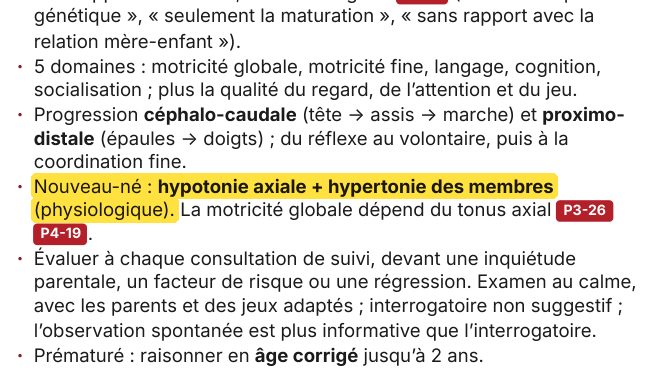 génétique », « seulement la maturation », « sans rapport avec la
relation mère-enfant »).
• 5 domaines : motricité globale, motricité fine, langage, cognition,
socialisation ; plus la qualité du regard, de l’attention et du jeu.
• Progression céphalo-caudale (tête → assis → marche) et proximo-
distale (épaules → doigts) ; du réflexe au volontaire, puis à la
coordination fine.
• Nouveau-né : hypotonie axiale + hypertonie des membres
(physiologique). La motricité globale dépend du tonus axial P3-26
P4-19.
• Évaluer à chaque consultation de suivi, devant une inquiétude
parentale, un facteur de risque ou une régression. Examen au calme,
avec les parents et des jeux adaptés ; interrogatoire non suggestif ;
l’observation spontanée est plus informative que l’interrogatoire.
• Prématuré : raisonner en âge corrigé jusqu’à 2 ans.